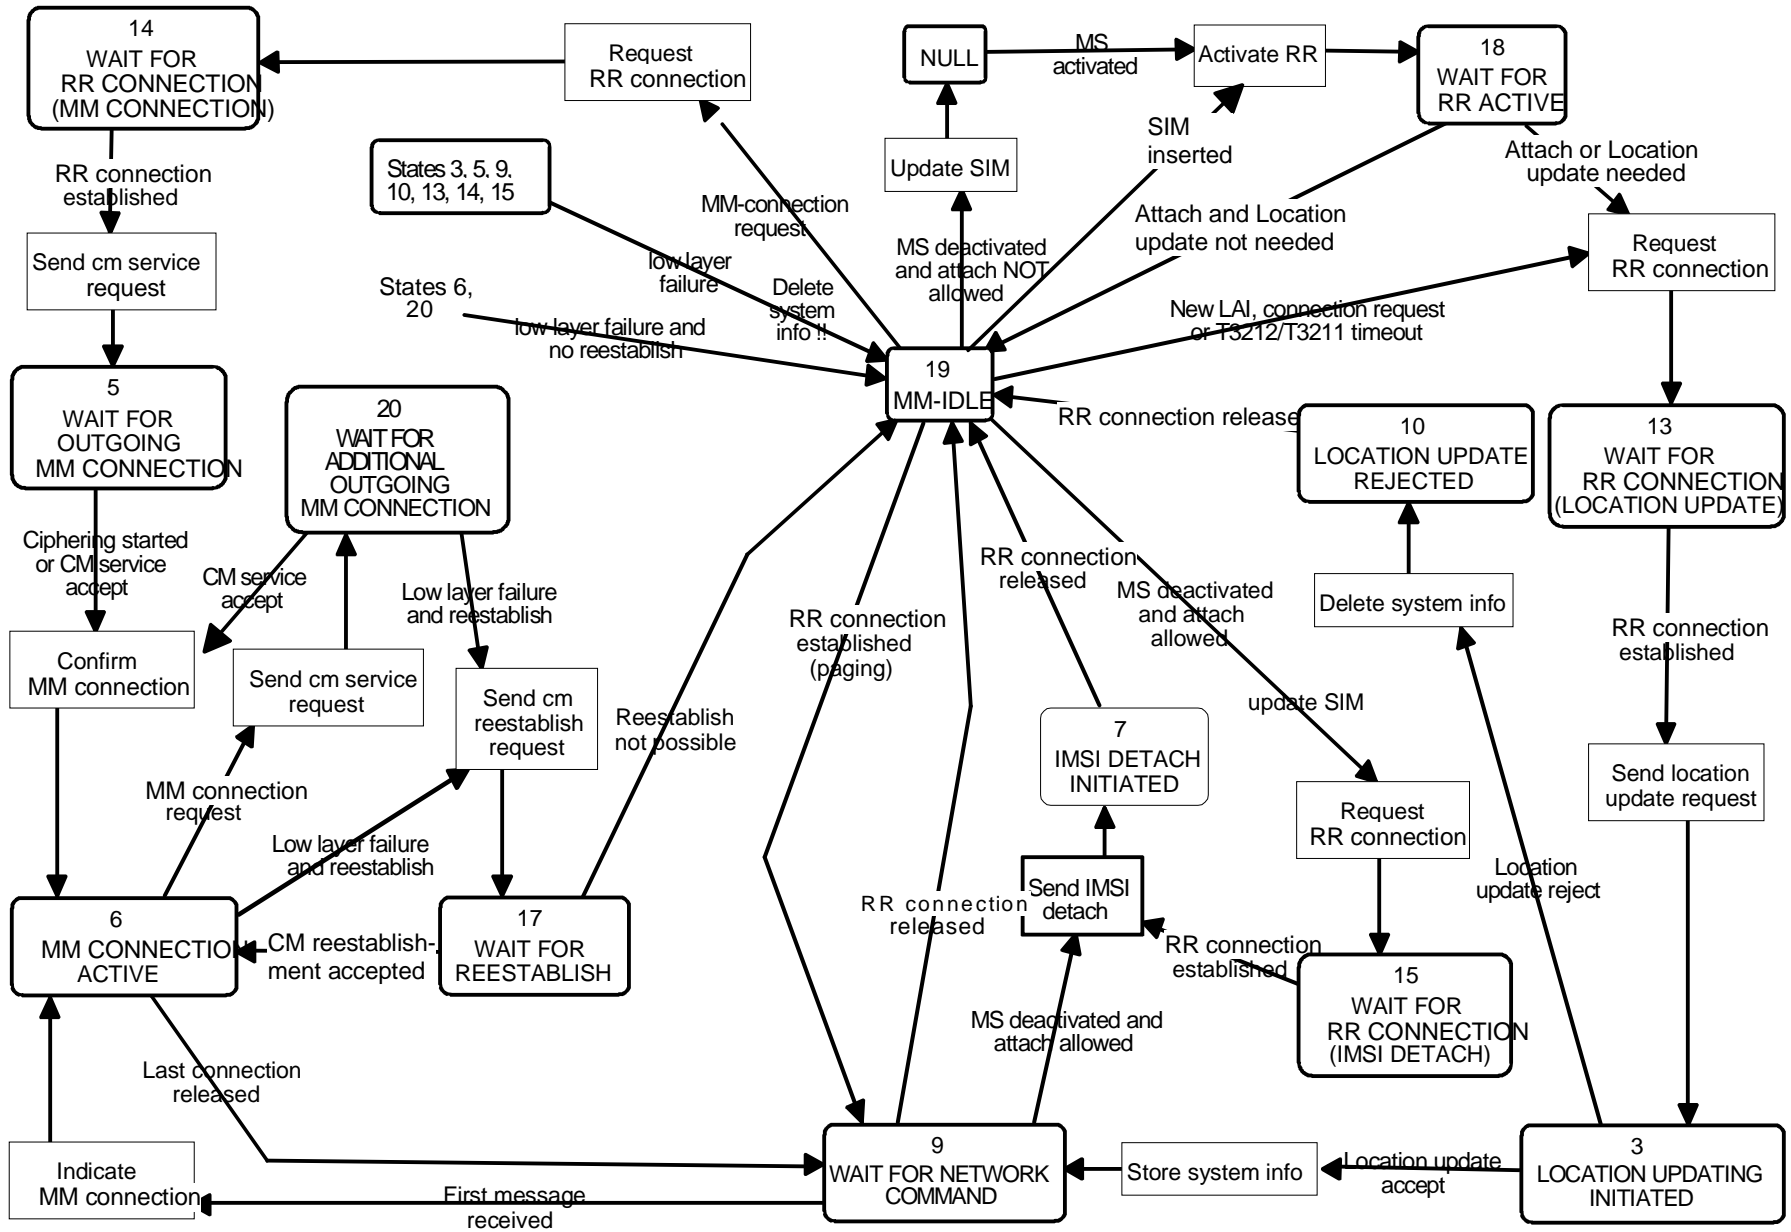 14
WAIT FOR
RR CONNECTION
(MM CONNECTION)
Request
RR connection
NULL
MS
activated
Activate RR
18
WAIT FOR
RR ACTIVE
RR connection
established
States 3, 5, 9,
10, 13, 14, 15
Update SIM
SIM
inserted
Attach or Location
update needed
MM-connection
request
Attach and Location
update not needed
Send cm service
request
low layer
failure
MS deactivated
and attach NOT
allowed
Request
RR connection
States 6,
20
Delete
system
info !!
low layer failure and
no reestablish
New LAI, connection request
or T3212/T3211 timeout
19
MM-IDLE
5
WAIT FOR
OUTGOING
MM CONNECTION
20
WAIT FOR
ADDITIONAL
OUTGOING
MM CONNECTION
RR connection release
10
LOCATION UPDATE
REJECTED
13
WAIT FOR
RR CONNECTION
(LOCATION UPDATE)
Ciphering started
or CM service
accept
CM service
accept
Low layer failure
and reestablish
RR connection
released
MS deactivated
and attach
allowed
Delete system info
RR connection
established
(paging)
RR connection
established
Confirm
MM connection
Send cm service
request
Send cm
reestablish
request
Reestablish
not possible
update SIM
7
IMSI DETACH
INITIATED
Send location
update request
MM connection
request
Request
RR connection
Low layer failure
and reestablish
Location
update reject
Send IMSI
detach
RR connection
released
6
MM CONNECTION
ACTIVE
CM reestablish-
ment accepted
17
WAIT FOR
REESTABLISH
RR connection
established
15
WAIT FOR
RR CONNECTION
(IMSI DETACH)
MS deactivated and
attach allowed
Last connection
released
Indicate
MM connection
First message
received
9
WAIT FOR NETWORK
COMMAND
Store system info
Location update
accept
3
LOCATION UPDATING
INITIATED